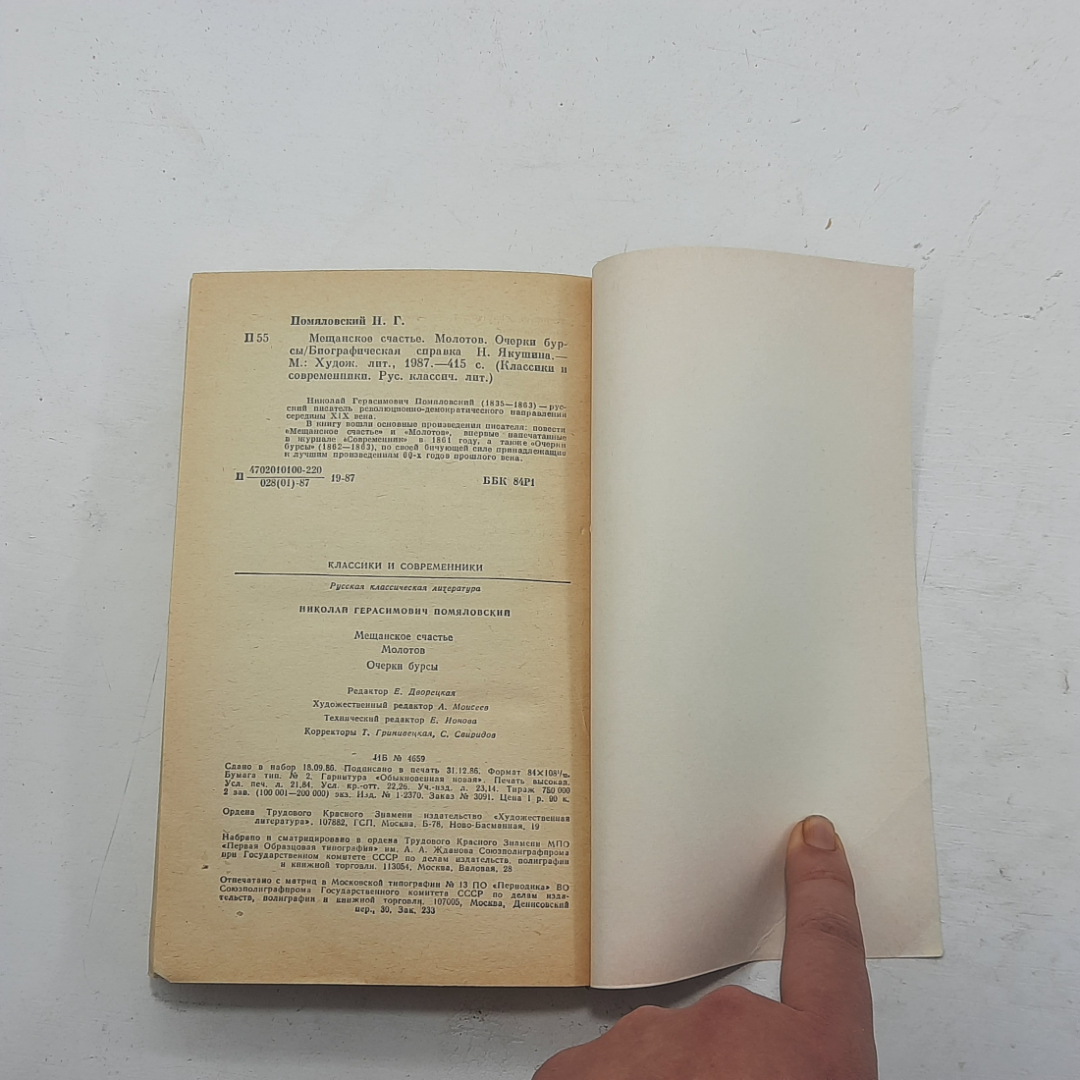 Помяловский Н. Г.
П 55 Мещанское счастье. Молотов. Очерки бур-
сы/Биографическая справка Н. Якушина.—
М.: Худож. лит., 1987.—415 с. (Классики и
современники. Рус. классич. лит.)
Николай Герасимович Помяловский (1835—1863) — рус-
ский писатель революционно-демократического направления
середины XIX века.
В книгу вошли основные произведения писателя: повести
«Мещанское счастье» и «Молотов», впервые напечатанные
в журнале «Современник» в 1861 году, а также «Очерки
бурсы» (1862—1863), по своей бичующей силе принадлежащие
к лучшим произведениям 60-х годов прошлого века.
П 4702010100-220
028(01)-87 19-87 ББК 84Р1
КЛАССИКИ И СОВРЕМЕННИКИ
Русская классическая литература
НИКОЛАЙ ГЕРАСИМОВИЧ ПОМЯЛОВСКИЙ
Мещанское счастье
Молотов
Очерки бурсы
Редактор Е. Дворецкая
Художественный редактор А. Моисеев
Технический редактор Е. Ионова
Корректоры Т. Гринивецкая, С. Свиридов
ИБ № 4659
Сдано в набор 18.09.86. Подписано в печать 31.12.86. Формат 84×108¹/₃₂.
Бумага тип. № 2. Гарнитура «Обыкновенная новая». Печать высокая.
Усл. печ. л. 21,84. Усл. кр.-отт. 22,26. Уч.-изд. л. 23,14. Тираж 750 000
2 зав. (100 001—200 000) экз. Изд. № 1-2370. Заказ № 3091. Цена 1 р. 90 к.
Ордена Трудового Красного Знамени издательство «Художественная
литература». 107882, ГСП, Москва, Б-78, Ново-Басманная, 19
Набрано и сматрицировано в ордена Трудового Красного Знамени МПО
«Первая Образцовая типография» им. А. А. Жданова Союзполиграфпрома
при Государственном комитете СССР по делам издательств, полиграфии
и книжной торговли. 113054, Москва, Валовая, 28
Отпечатано с матриц в Московской типографии № 13 ПО «Периодика» ВО
Союзполиграфпрома Государственного комитета СССР по делам изда-
тельств, полиграфии и книжной торговли. 107005, Москва, Денисовский
пер., 30. Зак. 233